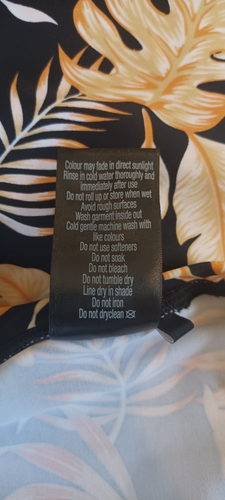 Colour may fade in direct sunlight
Rinse in cold water thoroughly and
immediately after use
Do not roll up or store when wet
Avoid rough surfaces
Wash garment inside out
Cold gentle machine wash with
like colours
Do not use softeners
Do not soak
Do not bleach
Do not tumble dry
Line dry in shade
Do not iron
Do not dryclean